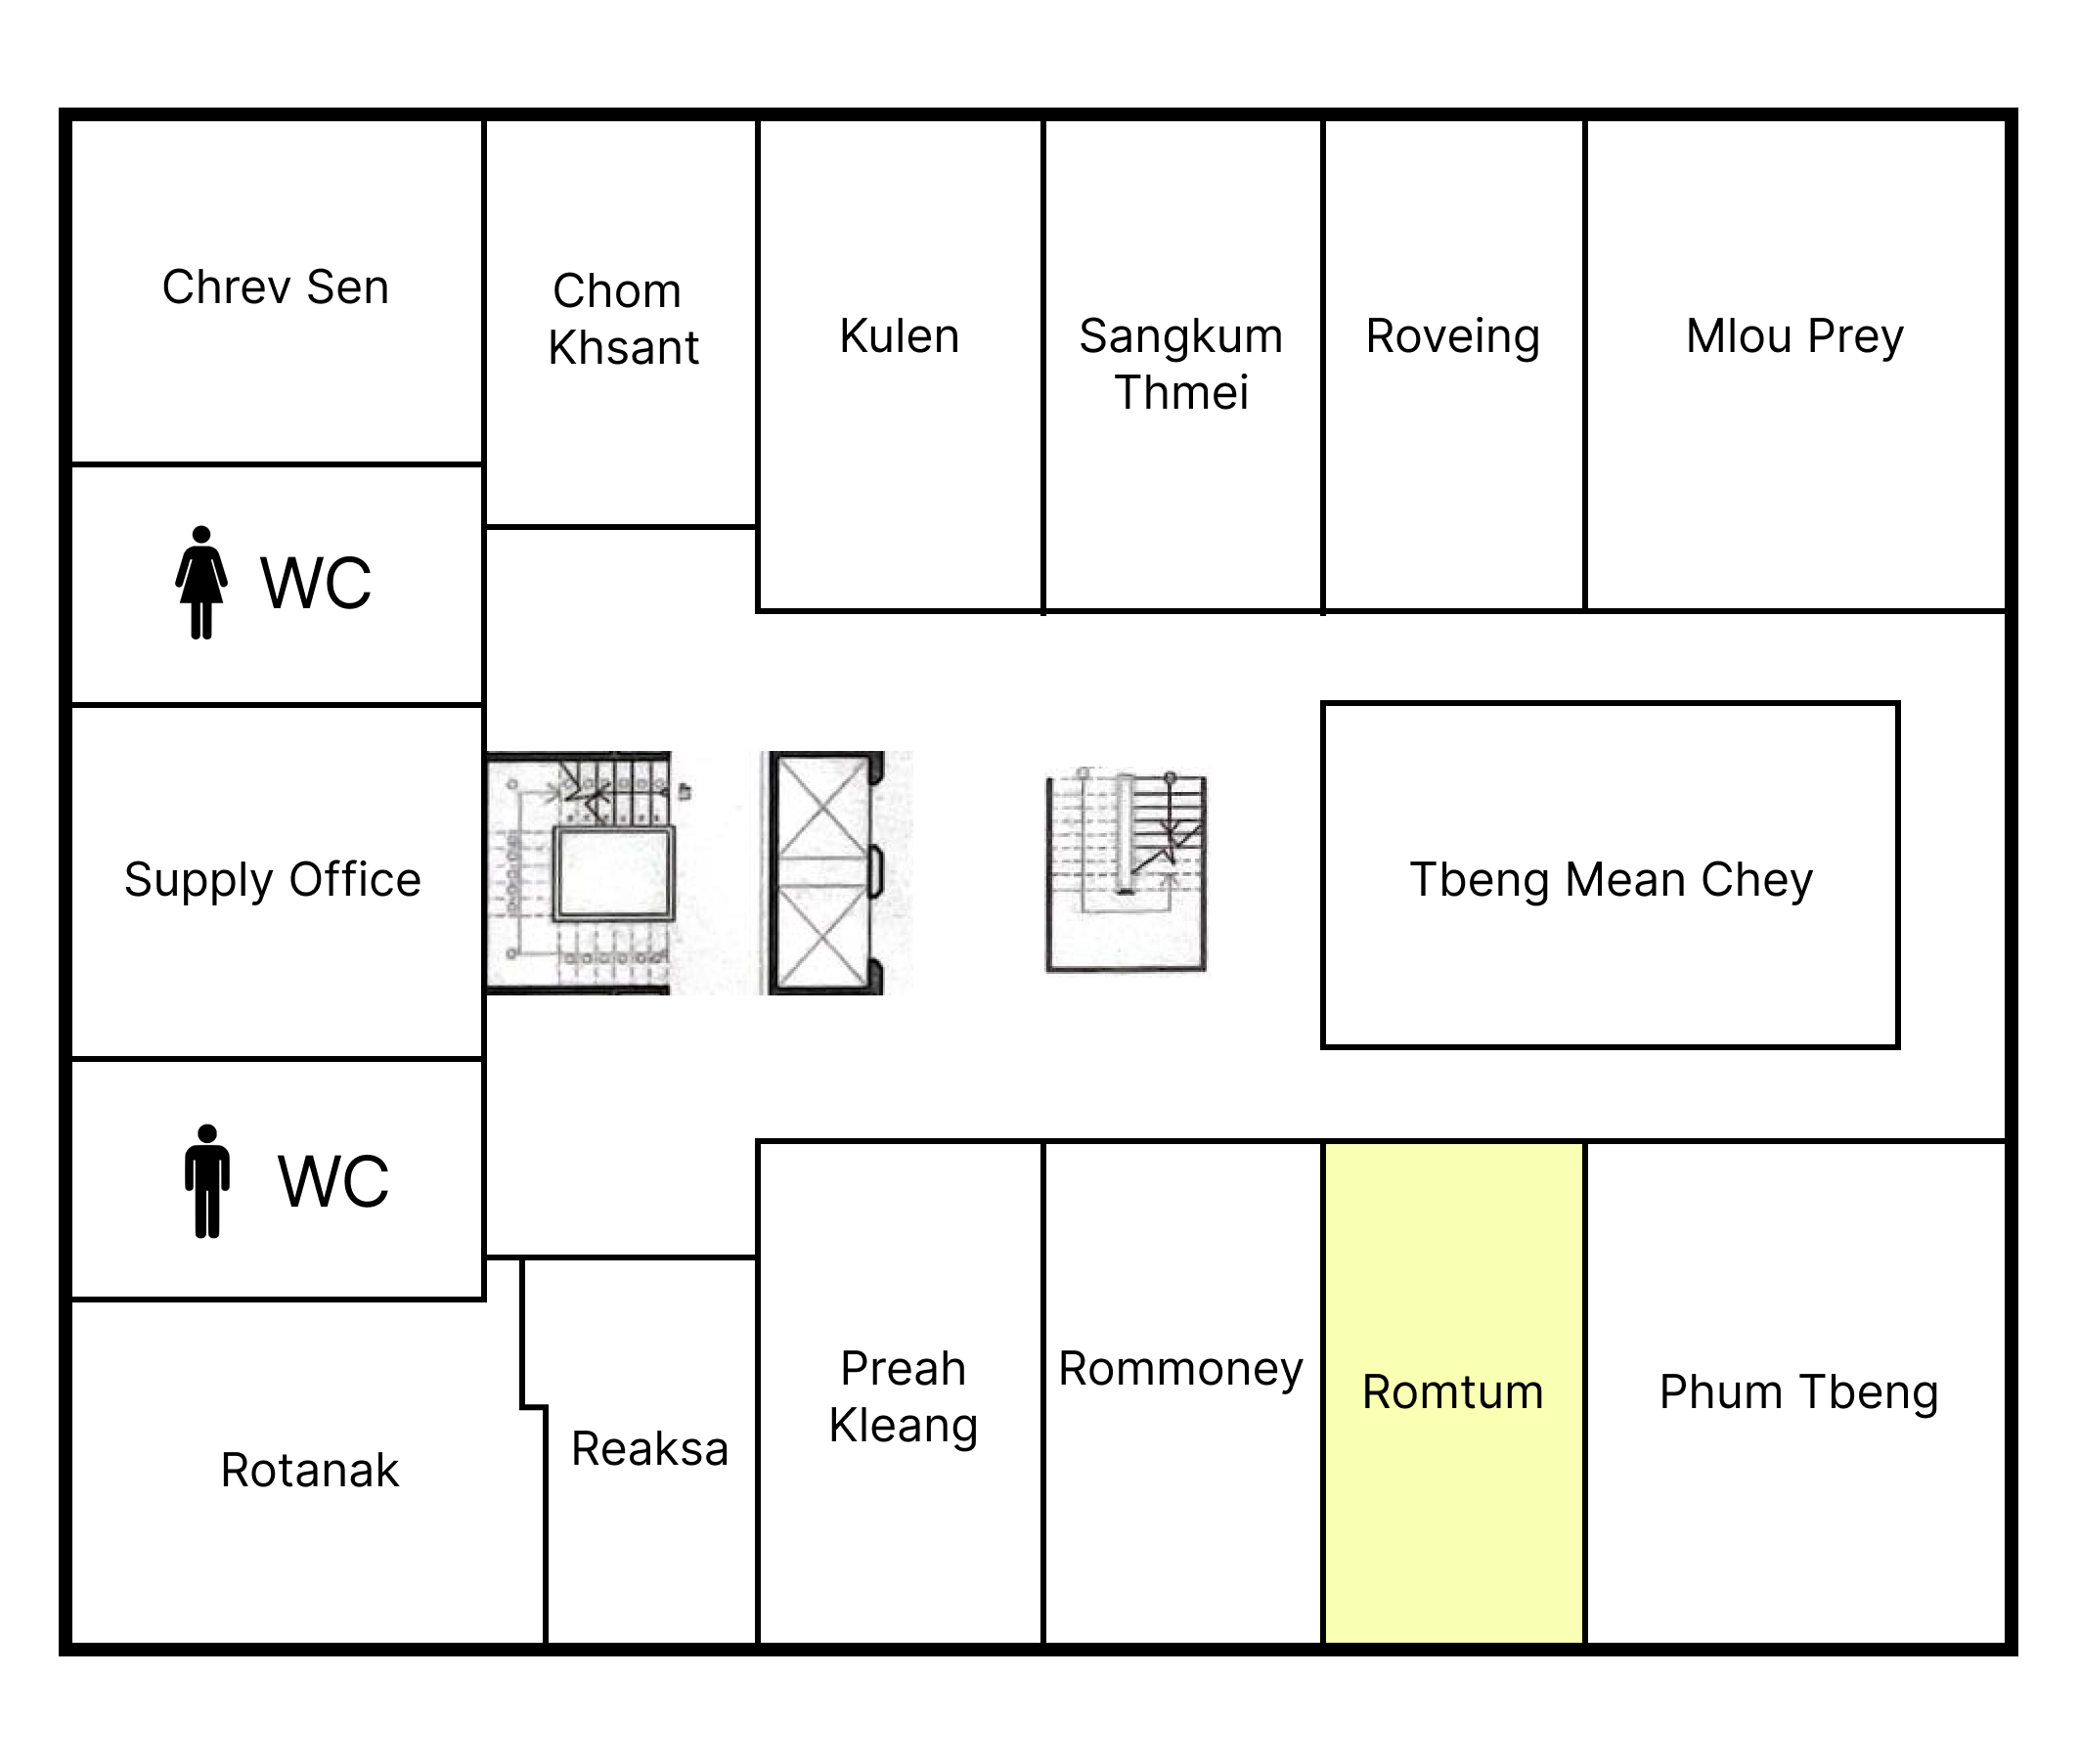 Chrev Sen
Chom
Khsant
Kulen
Sangkum
Thmei
Roveing
Mlou Prey
WC
Supply Office
Tbeng Mean Chey
WC
Rotanak
Reaksa
Preah
Kleang
Rommoney
Romtum
Phum Tbeng